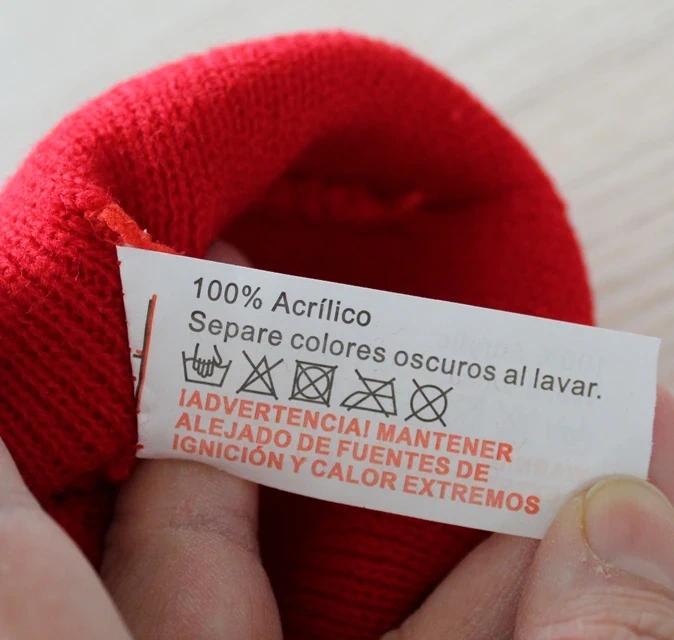 100% Acrílico
Separe colores oscuros al lavar.
¡ADVERTENCIA! MANTENER
ALEJADO DE FUENTES DE
IGNICIÓN Y CALOR EXTREMOS